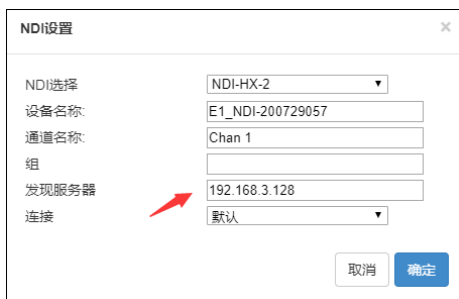 NDI设置 ×
NDI选择 NDI-HX-2
设备名称: E1_NDI-200729057
通道名称: Chan 1
组
发现服务器 192.168.3.128
连接 默认
取消 确定